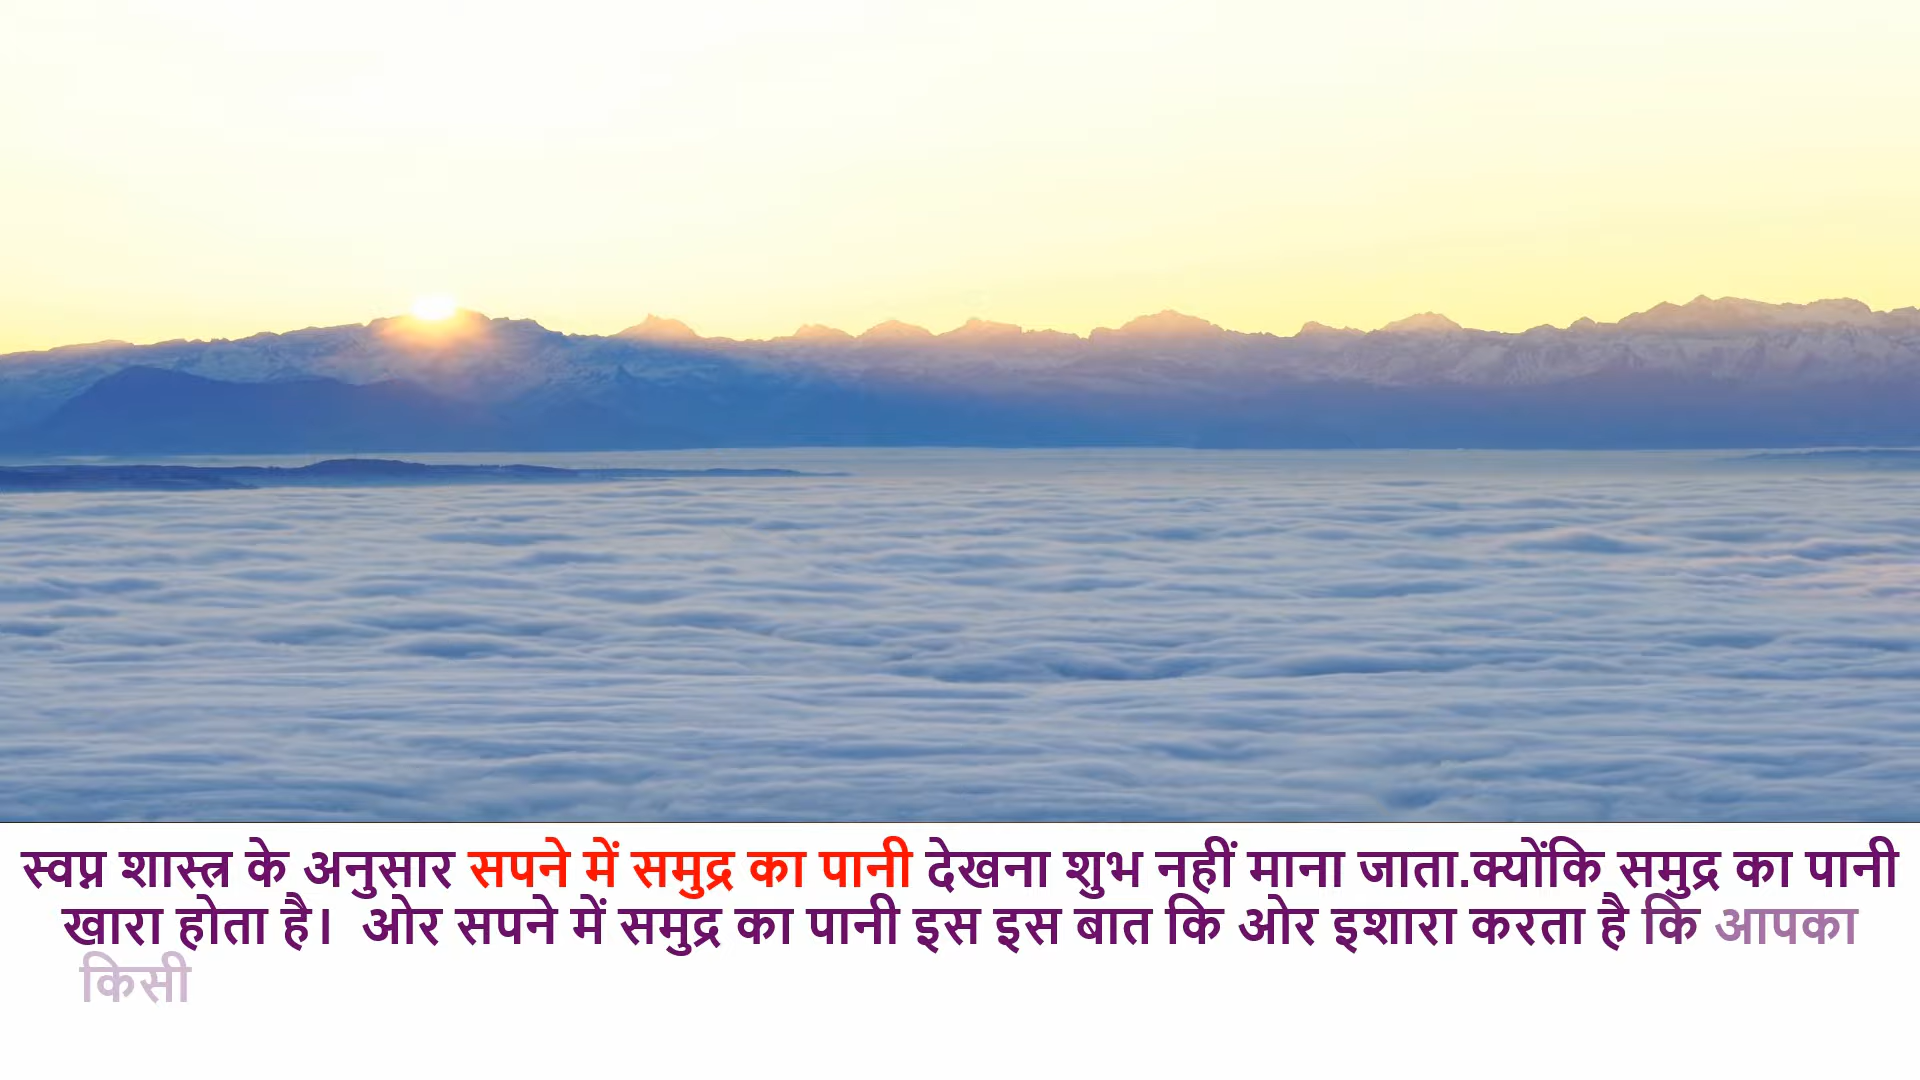 स्वप्न शास्त्र के अनुसार सपने में समुद्र का पानी देखना शुभ नहीं माना जाता.क्योंकि समुद्र का पानी
खारा होता है।  ओर सपने में समुद्र का पानी इस इस बात कि ओर इशारा करता है कि आपका
किसी